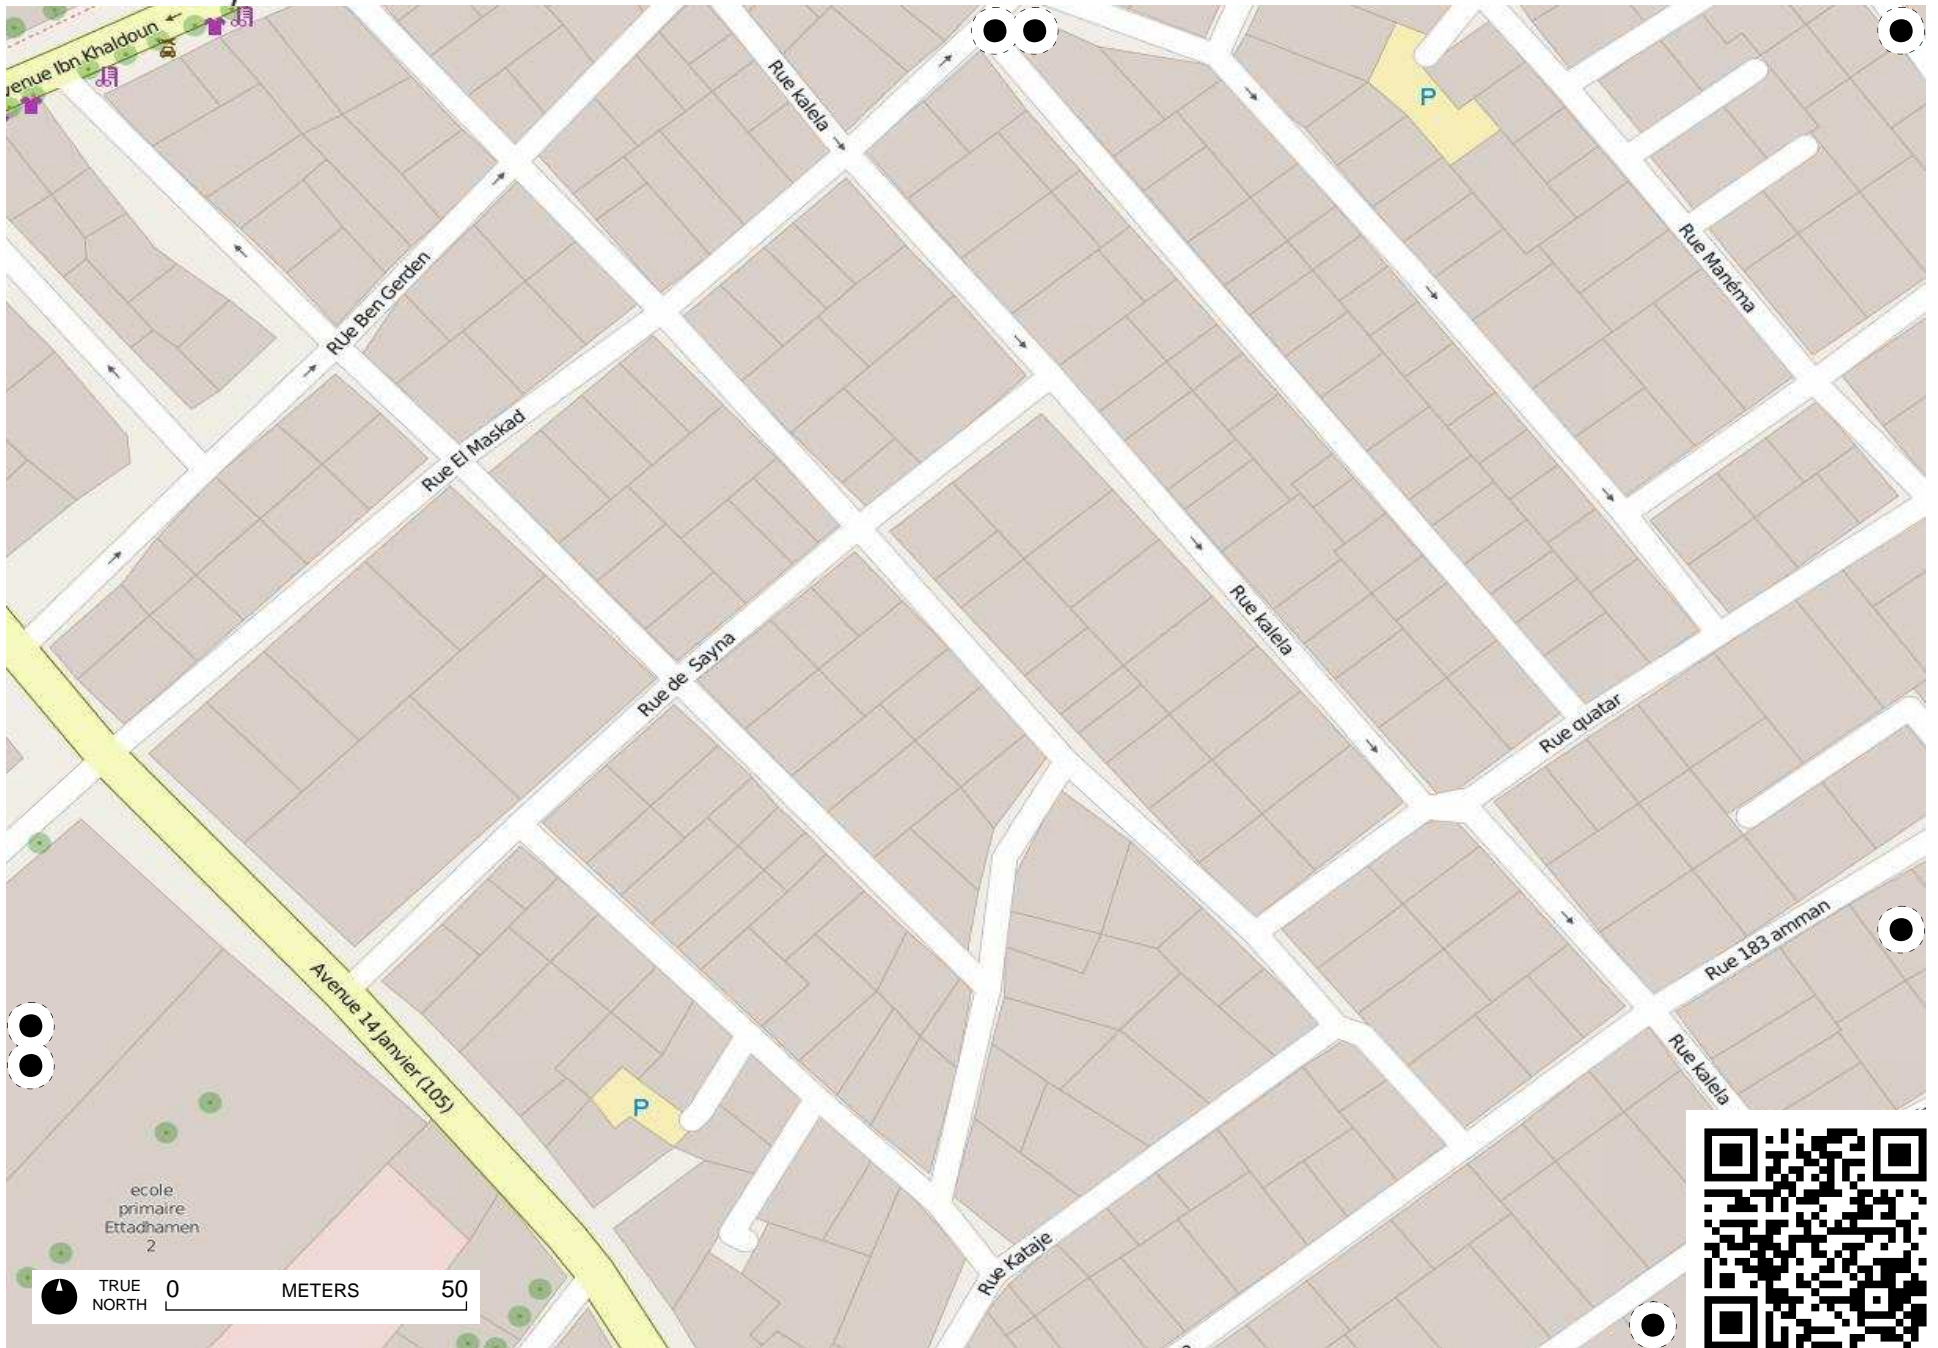 venue Ibn Khaldoun
Rue kalela
P
Rue Manéma
RUe Ben Gerden
Rue El Maskad
Rue kalela
Rue de Sayna
Rue quatar
Rue 183 amman
Avenue 14 Janvier (105)
Rue kalela
P
ecole
primaire
Ettadhamen
2
Rue Kataje
TRUE
NORTH
0 METERS 50